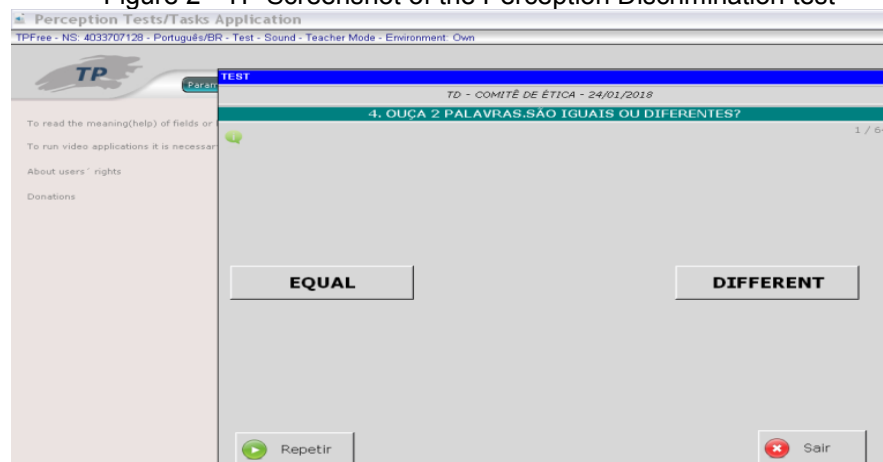 Figure 2 - TP Screenshot of the Perception Discrimination test
Perception Tests/Tasks Application
TPFree - NS: 4033707128 - Português/BR - Test - Sound - Teacher Mode - Environment: Own
TP
Param
TEST
TD - COMITÊ DE ÉTICA - 24/01/2018
4. OUÇA 2 PALAVRAS.SÃO IGUAIS OU DIFERENTES?
1 / 6
To read the meaning(help) of fields or
To run video applications it is necessar
About users´ rights
Donations
EQUAL
DIFFERENT
Repetir
Sair